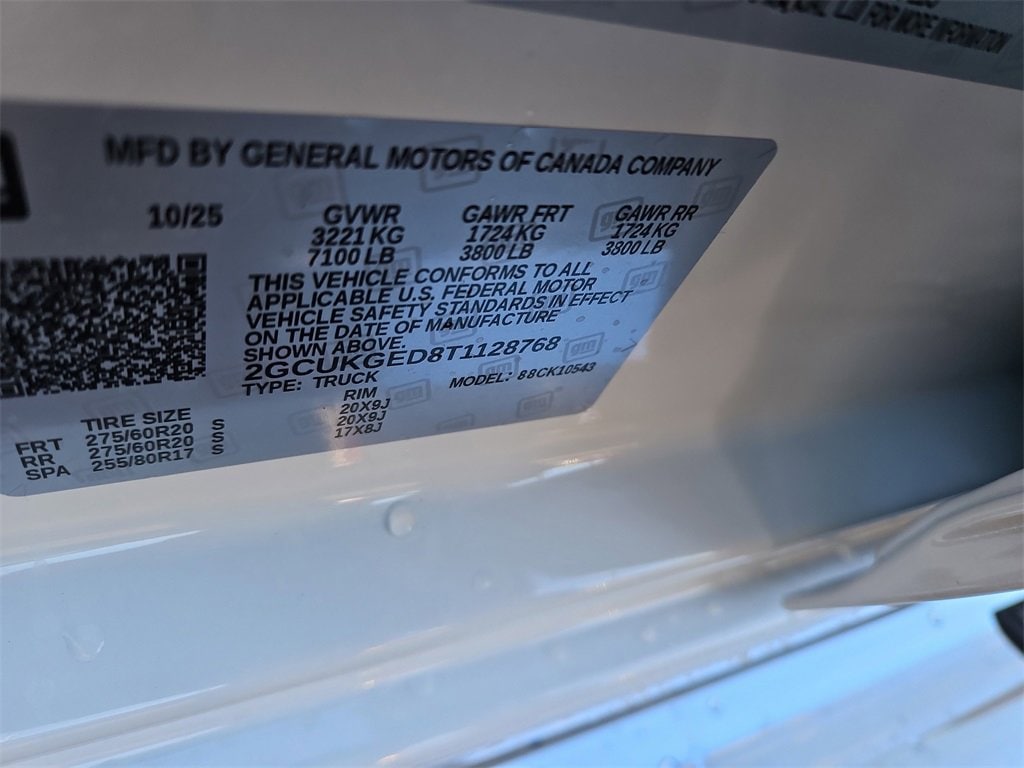 FOR MORE INFORMATION
MFD BY GENERAL MOTORS OF CANADA COMPANY
10/25 GVWR GAWR FRT GAWR RR
3221 KG 1724 KG 1724 KG
7100 LB 3800 LB 3800 LB
THIS VEHICLE CONFORMS TO ALL
APPLICABLE U.S. FEDERAL MOTOR
VEHICLE SAFETY STANDARDS IN EFFECT
ON THE DATE OF MANUFACTURE
SHOWN ABOVE.
2GCUKGED8T1128768
TYPE: TRUCK MODEL: 88CK10543
TIRE SIZE RIM
FRT 275/60R20 S 20X9J
RR 275/60R20 S 20X9J
SPA 255/80R17 S 17X8J